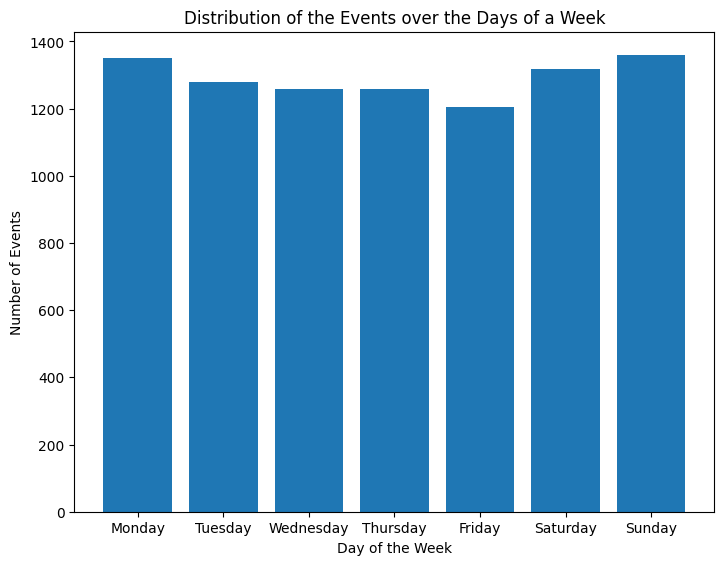 Distribution of the Events over the Days of a Week
Number of Events
1400
1200
1000
800
600
400
200
0
Monday Tuesday Wednesday Thursday Friday Saturday Sunday
Day of the Week